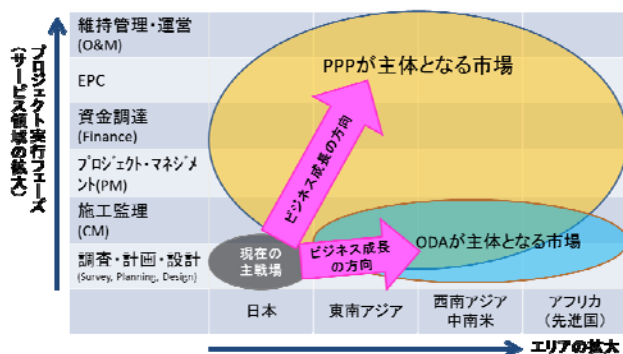 プロジェクト実行フェーズ
(サービス領域の拡大)
維持管理・運営
(O&M)
EPC
資金調達
(Finance)
プロジェクト・マネジメ
ント(PM)
施工監理
(CM)
調査・計画・設計
(Survey, Planning, Design)
PPPが主体となる市場
ビジネス成長の方向
現在の
主戦場
ビジネス成長
の方向
ODAが主体となる市場
日本
東南アジア
西南アジア
中南米
アフリカ
(先進国)
エリアの拡大